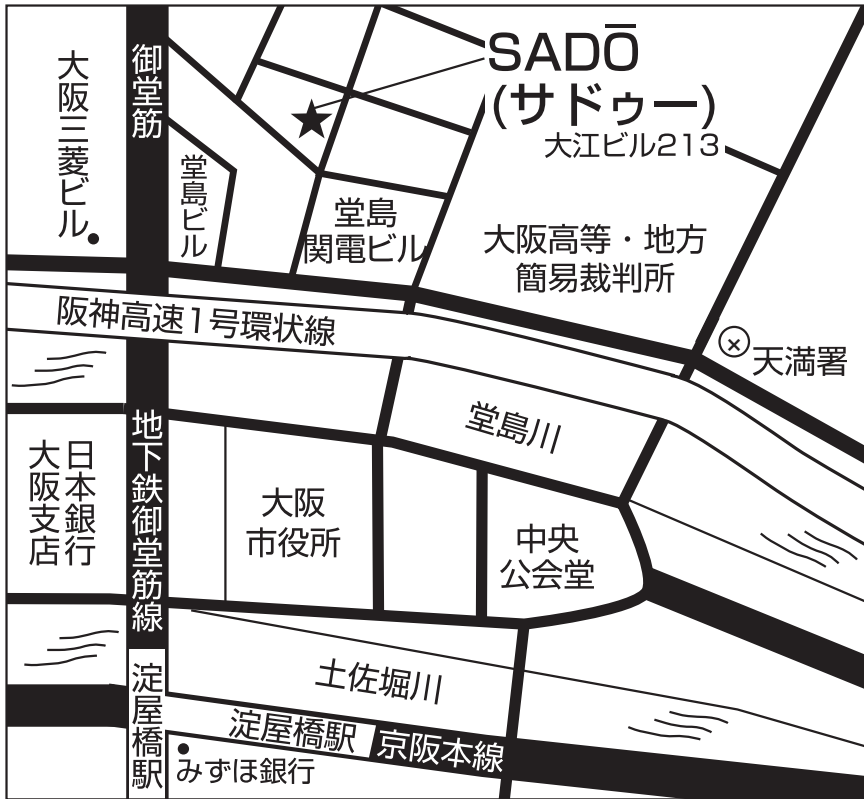 大阪三菱ビル
御堂筋
堂島ビル
SADŌ
(サドゥー)
大江ビル213
堂島
関電ビル
大阪高等・地方
簡易裁判所
阪神高速1号環状線
天満署
堂島川
日本銀行
大阪支店
地下鉄御堂筋線
大阪
市役所
中央
公会堂
土佐堀川
淀屋橋駅
淀屋橋駅
京阪本線
みずほ銀行